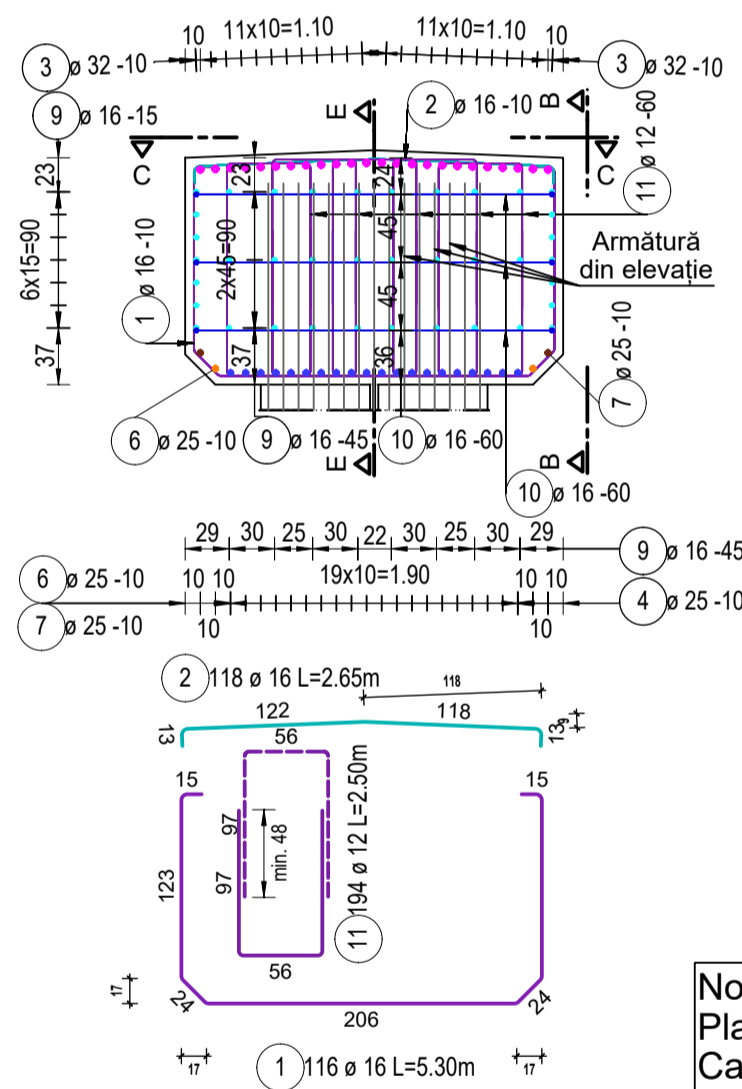 10 11x10=1.10 11x10=1.10 10
3 ø 32 -10
3 ø 32 -10
9 ø 16 -15
2 ø 16 -10
E
B
C
C
11 ø 12 -60
23
6x15=90
37
1 ø 16 -10
23
2x45=90
37
24
45
45
36
Armătură
din elevație
7 ø 25 -10
6 ø 25 -10
9 ø 16 -45
10 ø 16 -60
E
B
10 ø 16 -60
29 30 25 30 22 30 25 30 29
9 ø 16 -45
6 ø 25 -10
10 10 19x10=1.90 10 10
4 ø 25 -10
7 ø 25 -10
10 10
2 118 ø 16 L=2.65m
118
122 118
13 13 9
56
15 15
97
97
min. 48
123
11 194 ø 12 L=2.50m
56
17
24 24
206
17 17
1 116 ø 16 L=5.30m
No
Pla
Ca